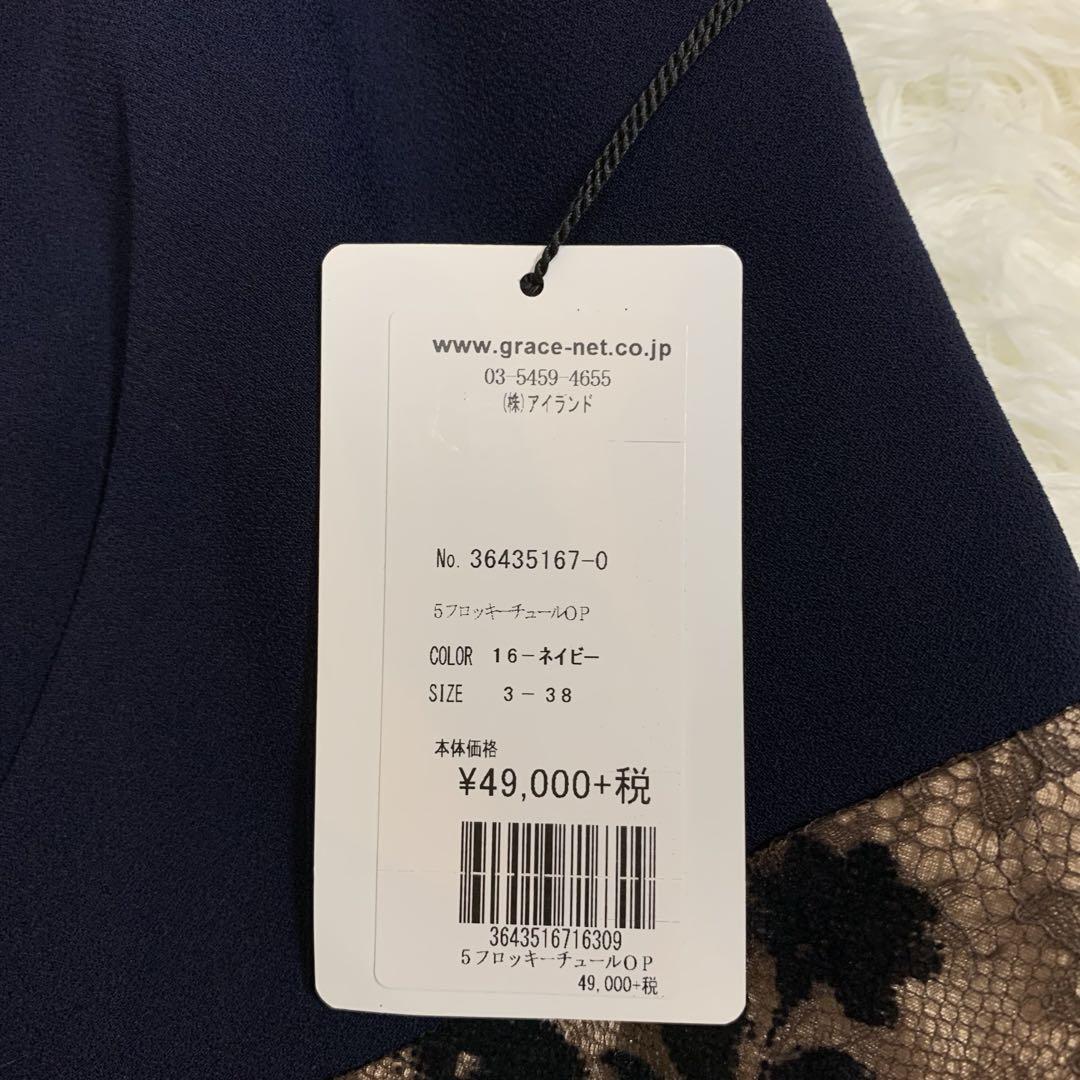 www.grace-net.co.jp
03-5459-4655
(株)アイランド
No. 36435167-0
5フロッキーチュールOP
COLOR 16-ネイビー
SIZE 3-38
本体価格
¥49,000+税
3643516716309
5フロッキーチュールOP
49,000+税